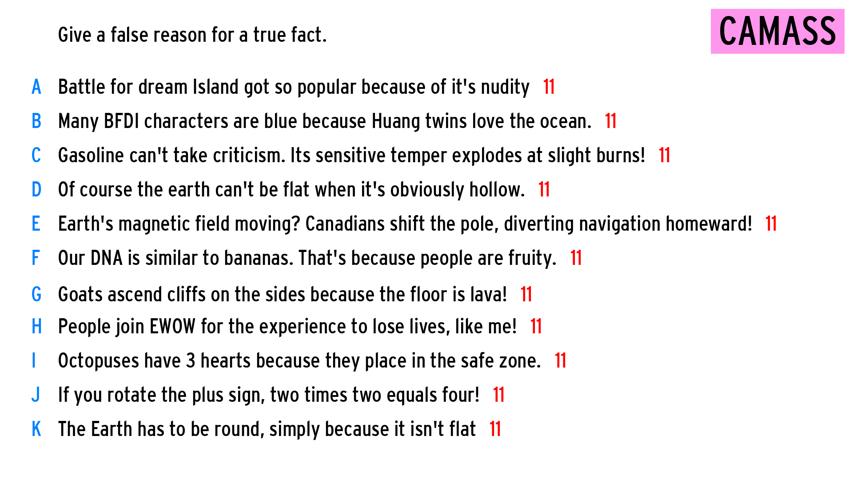 Give a false reason for a true fact.
CAMASS
A Battle for dream Island got so popular because of it's nudity 11
B Many BFDI characters are blue because Huang twins love the ocean. 11
C Gasoline can't take criticism. Its sensitive temper explodes at slight burns! 11
D Of course the earth can't be flat when it's obviously hollow. 11
E Earth's magnetic field moving? Canadians shift the pole, diverting navigation homeward! 11
F Our DNA is similar to bananas. That's because people are fruity. 11
G Goats ascend cliffs on the sides because the floor is lava! 11
H People join EWOW for the experience to lose lives, like me! 11
I Octopuses have 3 hearts because they place in the safe zone. 11
J If you rotate the plus sign, two times two equals four! 11
K The Earth has to be round, simply because it isn't flat 11